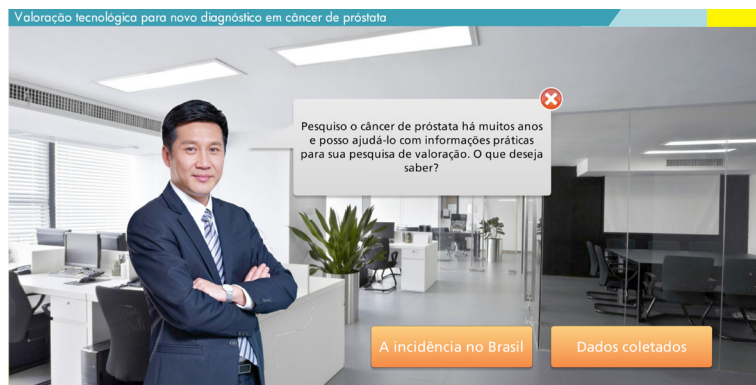 Valoração tecnológica para novo diagnóstico em câncer de próstata
Pesquiso o câncer de próstata há muitos anos
e posso ajudá-lo com informações práticas
para sua pesquisa de valoração. O que deseja
saber?
A incidência no Brasil
Dados coletados